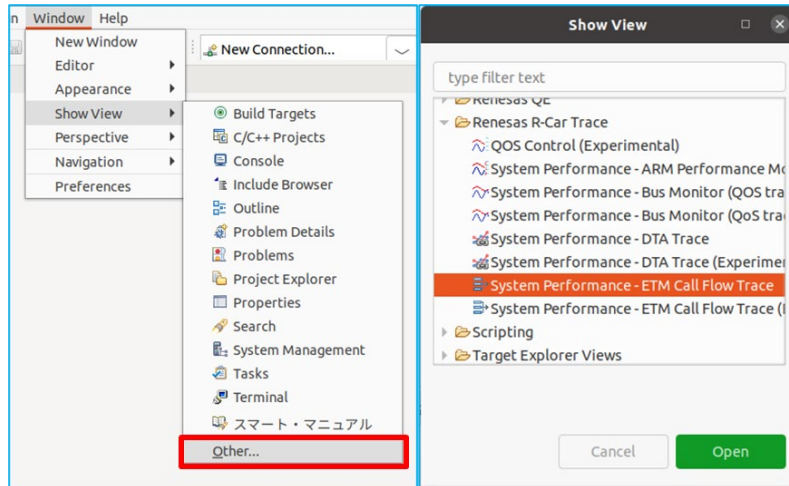 Window Help
New Window
Editor
Appearance
Show View
Perspective
Navigation
Preferences
New Connection...
Build Targets
C/C++ Projects
Console
Include Browser
Outline
Problem Details
Problems
Project Explorer
Properties
Search
System Management
Tasks
Terminal
スマート・マニュアル
Other...
Show View
type filter text
Renesas QE
Renesas R-Car Trace
QOS Control (Experimental)
System Performance - ARM Performance Mo
System Performance - Bus Monitor (QOS tra
System Performance - Bus Monitor (QoS tra
System Performance - DTA Trace
System Performance - DTA Trace (Experime
System Performance - ETM Call Flow Trace
System Performance - ETM Call Flow Trace (
Scripting
Target Explorer Views
Cancel Open